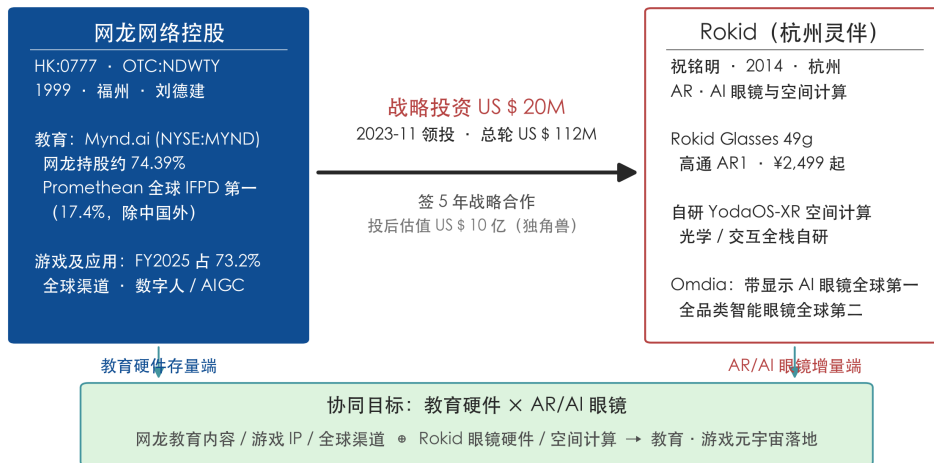 网龙网络控股
HK:0777 · OTC:NDWTY
1999 · 福州 · 刘德建
教育：Mynd.ai (NYSE:MYND)
网龙持股约 74.39%
Promethean 全球 IFPD 第一
（17.4%，除中国外）
游戏及应用：FY2025 占 73.2%
全球渠道 · 数字人 / AIGC
战略投资 US $ 20M
2023-11 领投 · 总轮 US $ 112M
签 5 年战略合作
投后估值 US $ 10 亿（独角兽）
Rokid（杭州灵伴）
祝铭明 · 2014 · 杭州
AR · AI 眼镜与空间计算
Rokid Glasses 49g
高通 AR1 · ¥2,499 起
自研 YodaOS-XR 空间计算
光学 / 交互全栈自研
Omdia：带显示 AI 眼镜全球第一
全品类智能眼镜全球第二
教育硬件存量端
AR/AI 眼镜增量端
协同目标：教育硬件 × AR/AI 眼镜
网龙教育内容 / 游戏 IP / 全球渠道 ⊕ Rokid 眼镜硬件 / 空间计算 → 教育 · 游戏元宇宙落地